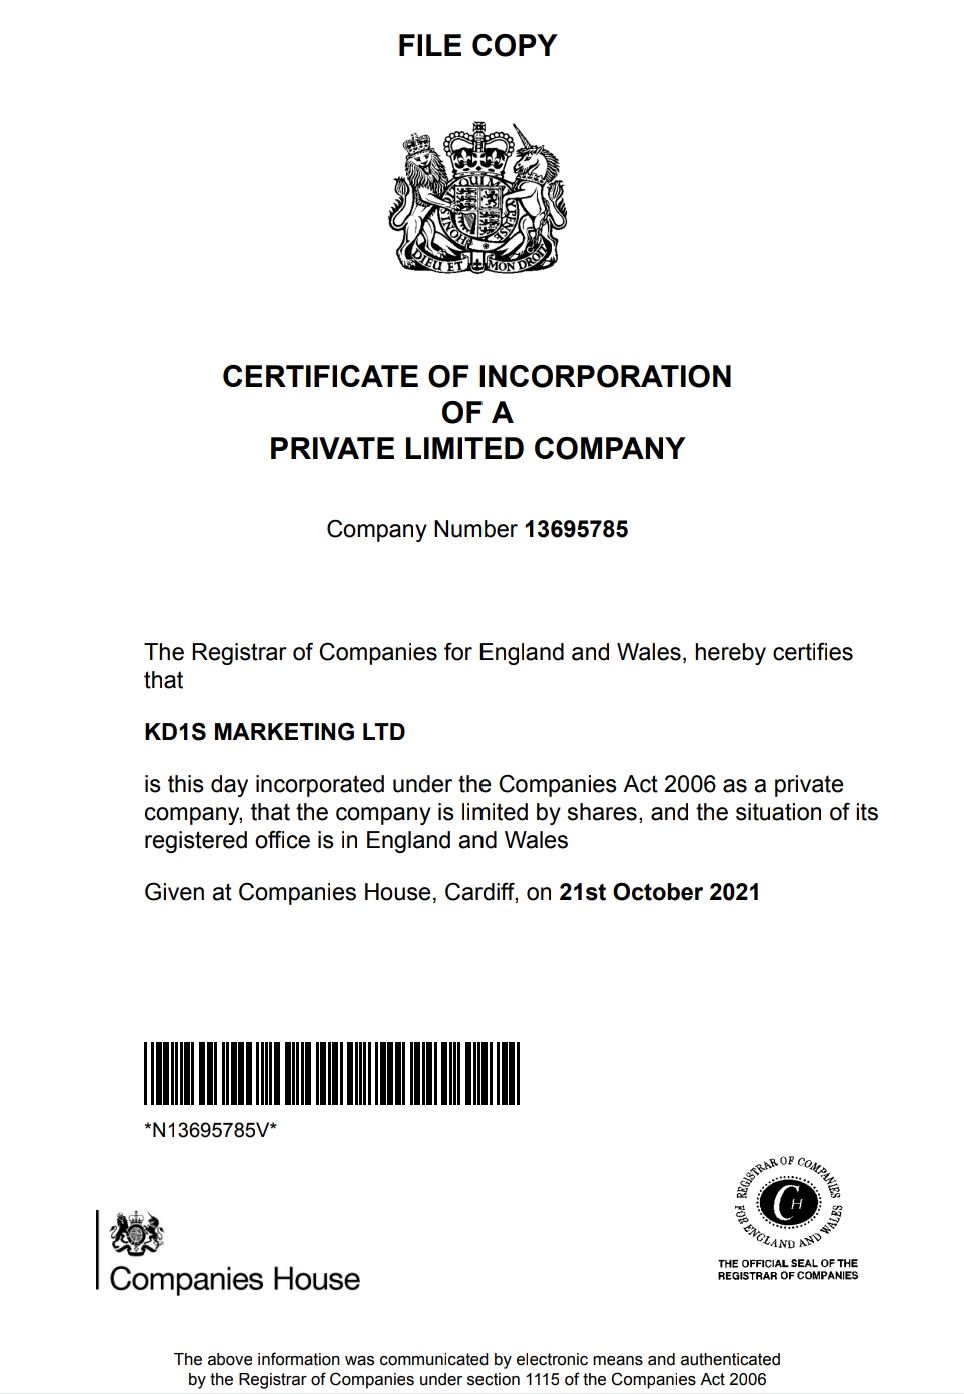 FILE COPY
DIEU ET MON DROIT
CERTIFICATE OF INCORPORATION
OF A
PRIVATE LIMITED COMPANY
Company Number 13695785
The Registrar of Companies for England and Wales, hereby certifies
that
KD1S MARKETING LTD
is this day incorporated under the Companies Act 2006 as a private
company, that the company is limited by shares, and the situation of its
registered office is in England and Wales
Given at Companies House, Cardiff, on 21st October 2021
*N13695785V*
REGISTRAR OF COMPANIES
FOR ENGLAND AND WALES
CH
THE OFFICIAL SEAL OF THE
REGISTRAR OF COMPANIES
Companies House
The above information was communicated by electronic means and authenticated
by the Registrar of Companies under section 1115 of the Companies Act 2006